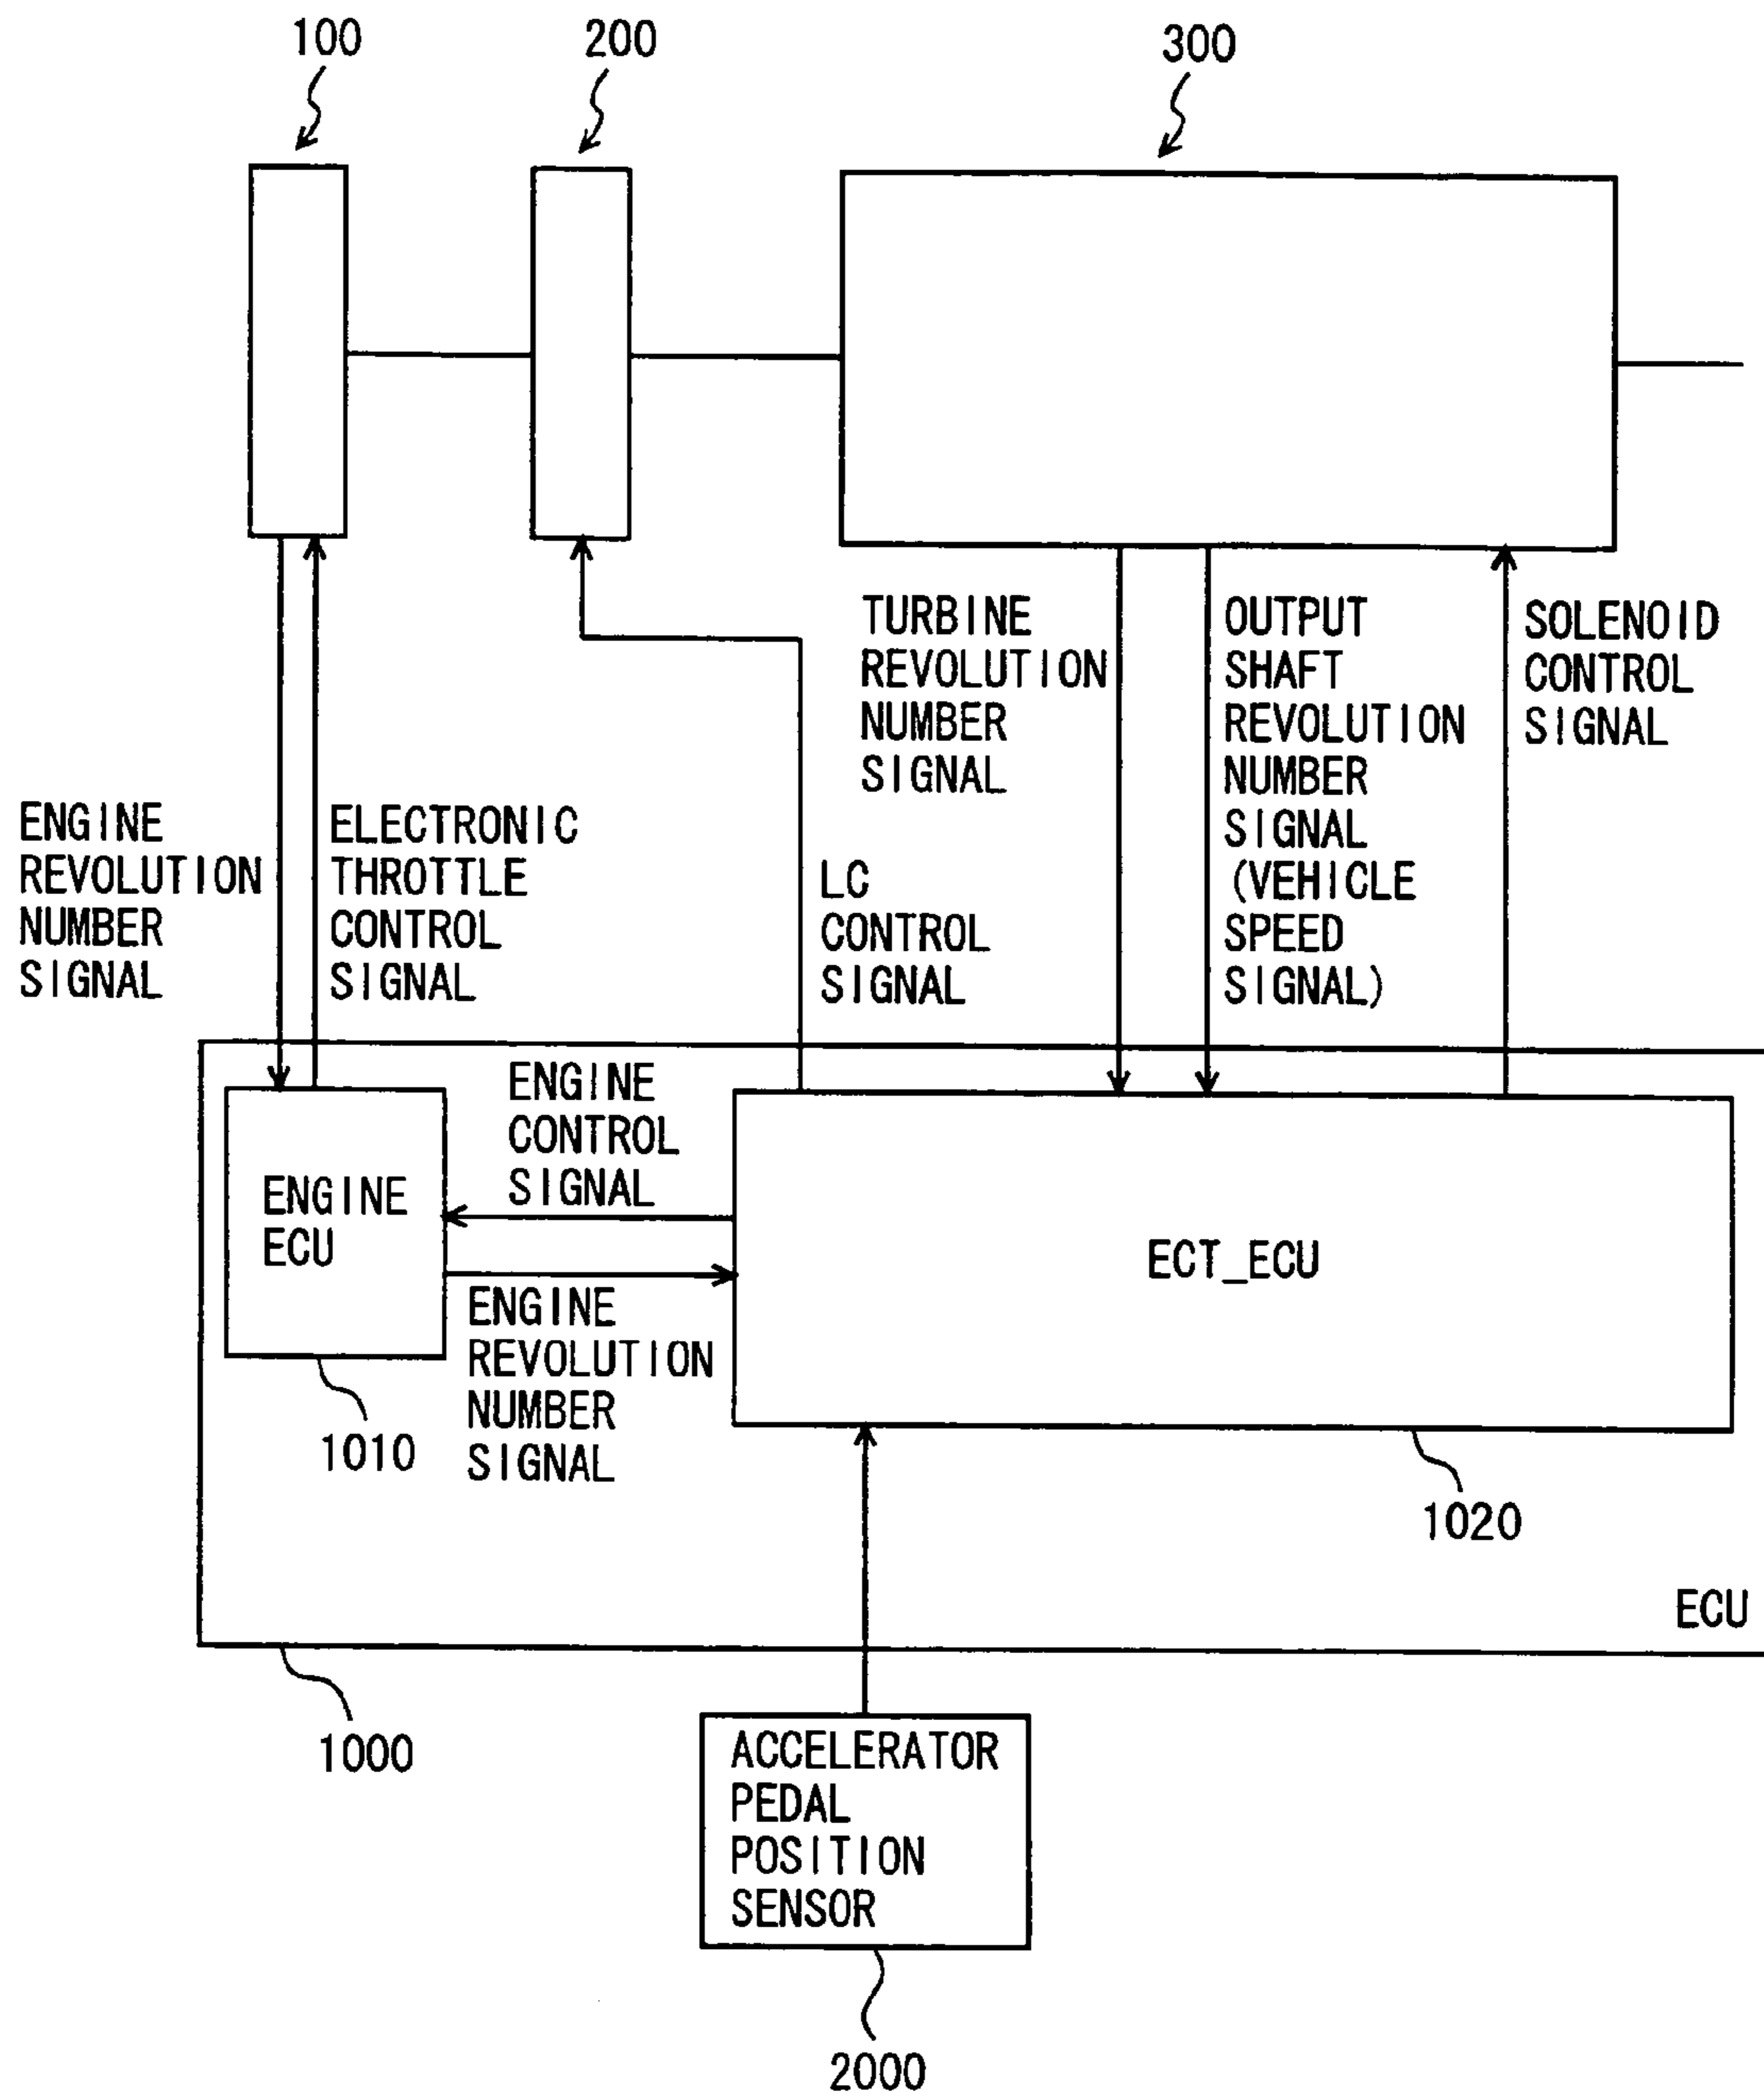 100
200
300
TURBINE
REVOLUTION
NUMBER
SIGNAL
OUTPUT
SHAFT
REVOLUTION
NUMBER
SIGNAL
(VEHICLE
SPEED
SIGNAL)
SOLENOID
CONTROL
SIGNAL
ENGINE
REVOLUTION
NUMBER
SIGNAL
ELECTRONIC
THROTTLE
CONTROL
SIGNAL
LC
CONTROL
SIGNAL
ENGINE
CONTROL
SIGNAL
ENGINE
ECU
ECT_ECU
ENGINE
REVOLUTION
NUMBER
SIGNAL
1010
1020
ECU
1000
ACCELERATOR
PEDAL
POSITION
SENSOR
2000